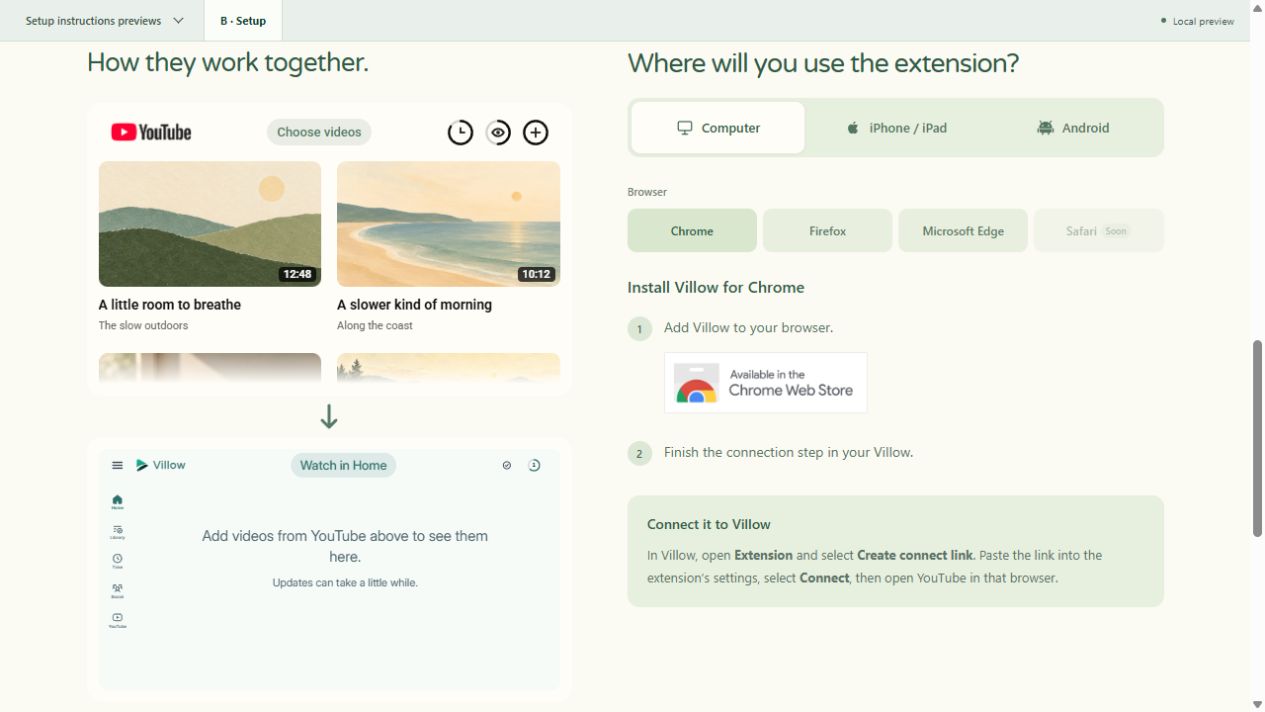 Setup instructions previews
B · Setup
Local preview
How they work together.
YouTube
Choose videos
12:48
10:12
A little room to breathe
The slow outdoors
A slower kind of morning
Along the coast
Villow
Watch in Home
1
Home
Library
Time
Social
YouTube
Add videos from YouTube above to see them
here.
Updates can take a little while.
Where will you use the extension?
Computer
iPhone / iPad
Android
Browser
Chrome
Firefox
Microsoft Edge
Safari Soon
Install Villow for Chrome
1 Add Villow to your browser.
Available in the
Chrome Web Store
2 Finish the connection step in your Villow.
Connect it to Villow
In Villow, open Extension and select Create connect link. Paste the link into the
extension's settings, select Connect, then open YouTube in that browser.